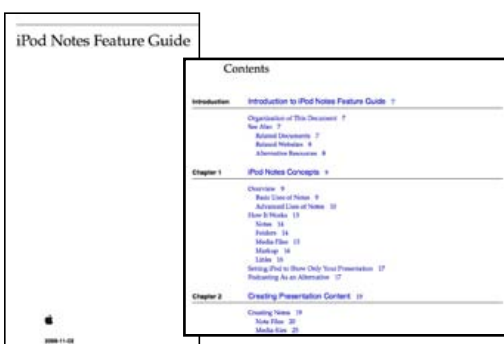 iPod Notes Feature Guide
2006-11-03
Contents
Introduction Introduction to iPod Notes Feature Guide 7
Organization of This Document 7
See Also 7
Related Documents 7
Related Websites 8
Alternative Resources 8
Chapter 1 iPod Notes Concepts 9
Overview 9
Basic Uses of Notes 9
Advanced Uses of Notes 10
How It Works 13
Notes 14
Folders 14
Media Files 15
Markup 16
Links 16
Setting iPod to Show Only Your Presentation 17
Podcasting As an Alternative 17
Chapter 2 Creating Presentation Content 19
Creating Notes 19
Note Files 20
Media files 25